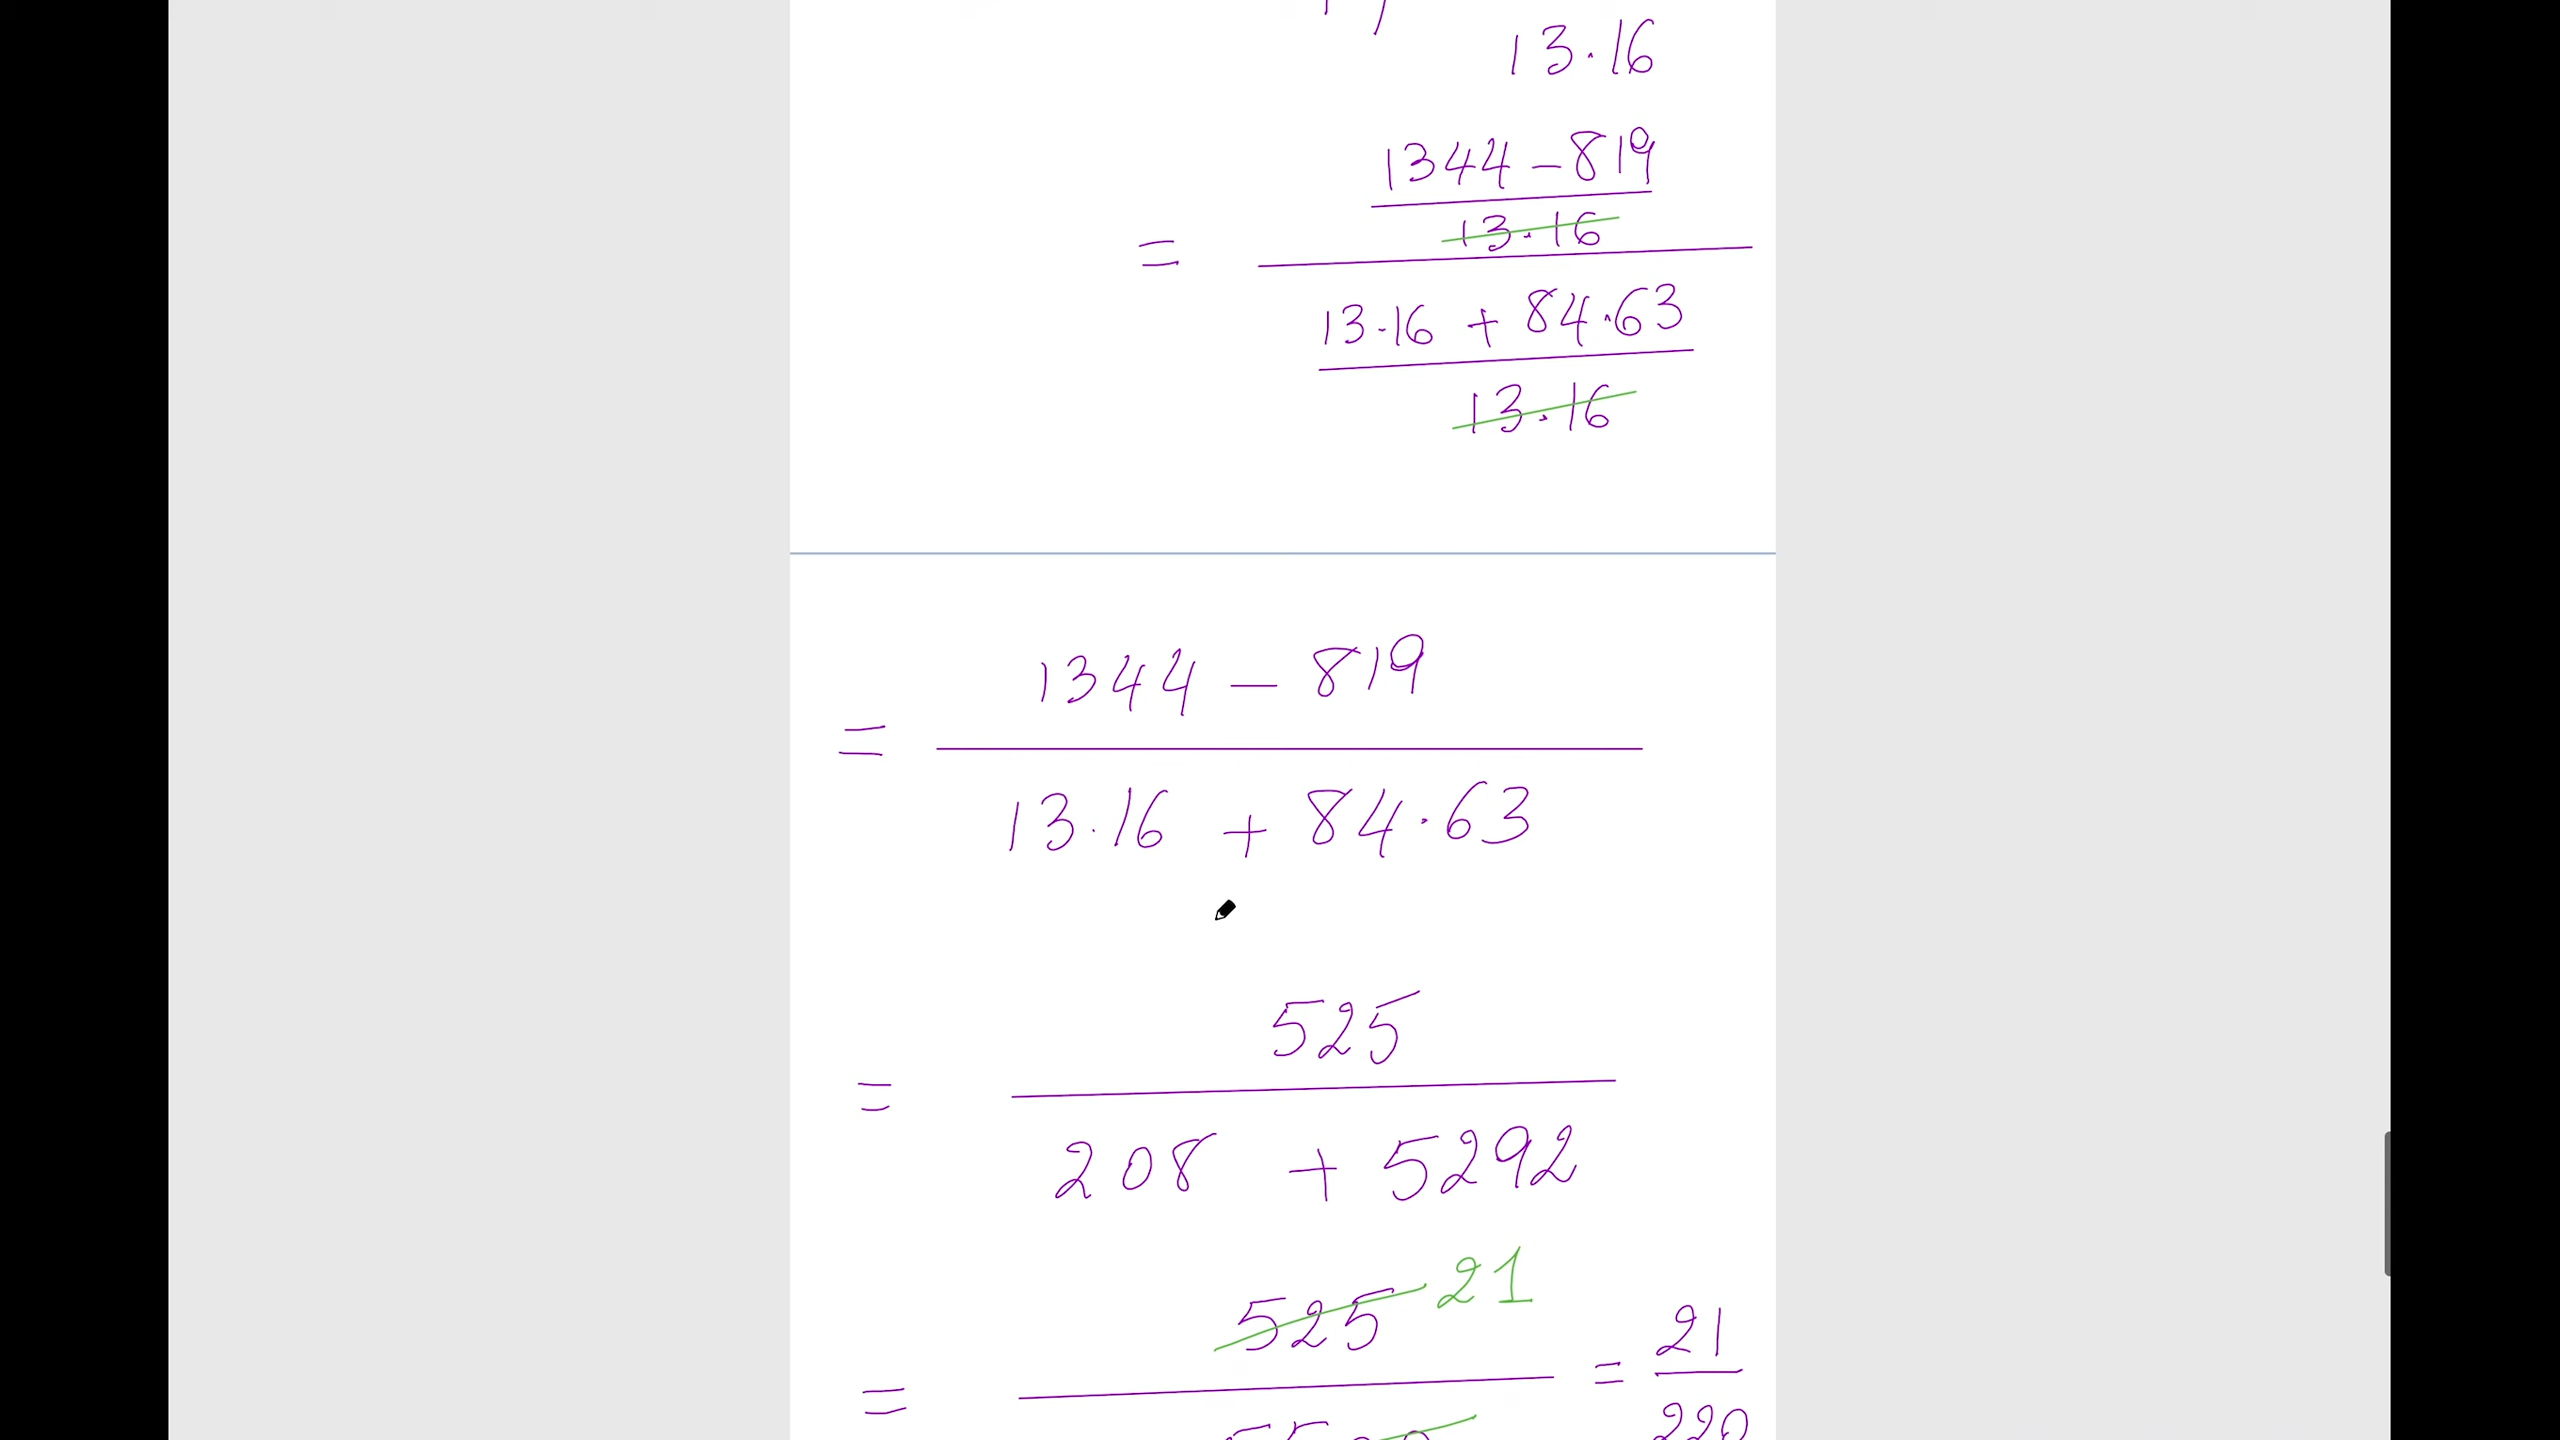 13.16
1344 - 819
13.16
=
13.16 + 84.63
13.16
1344 - 819
=
13.16 + 84.63
525
=
208 + 5292
525 21
= = 21
220